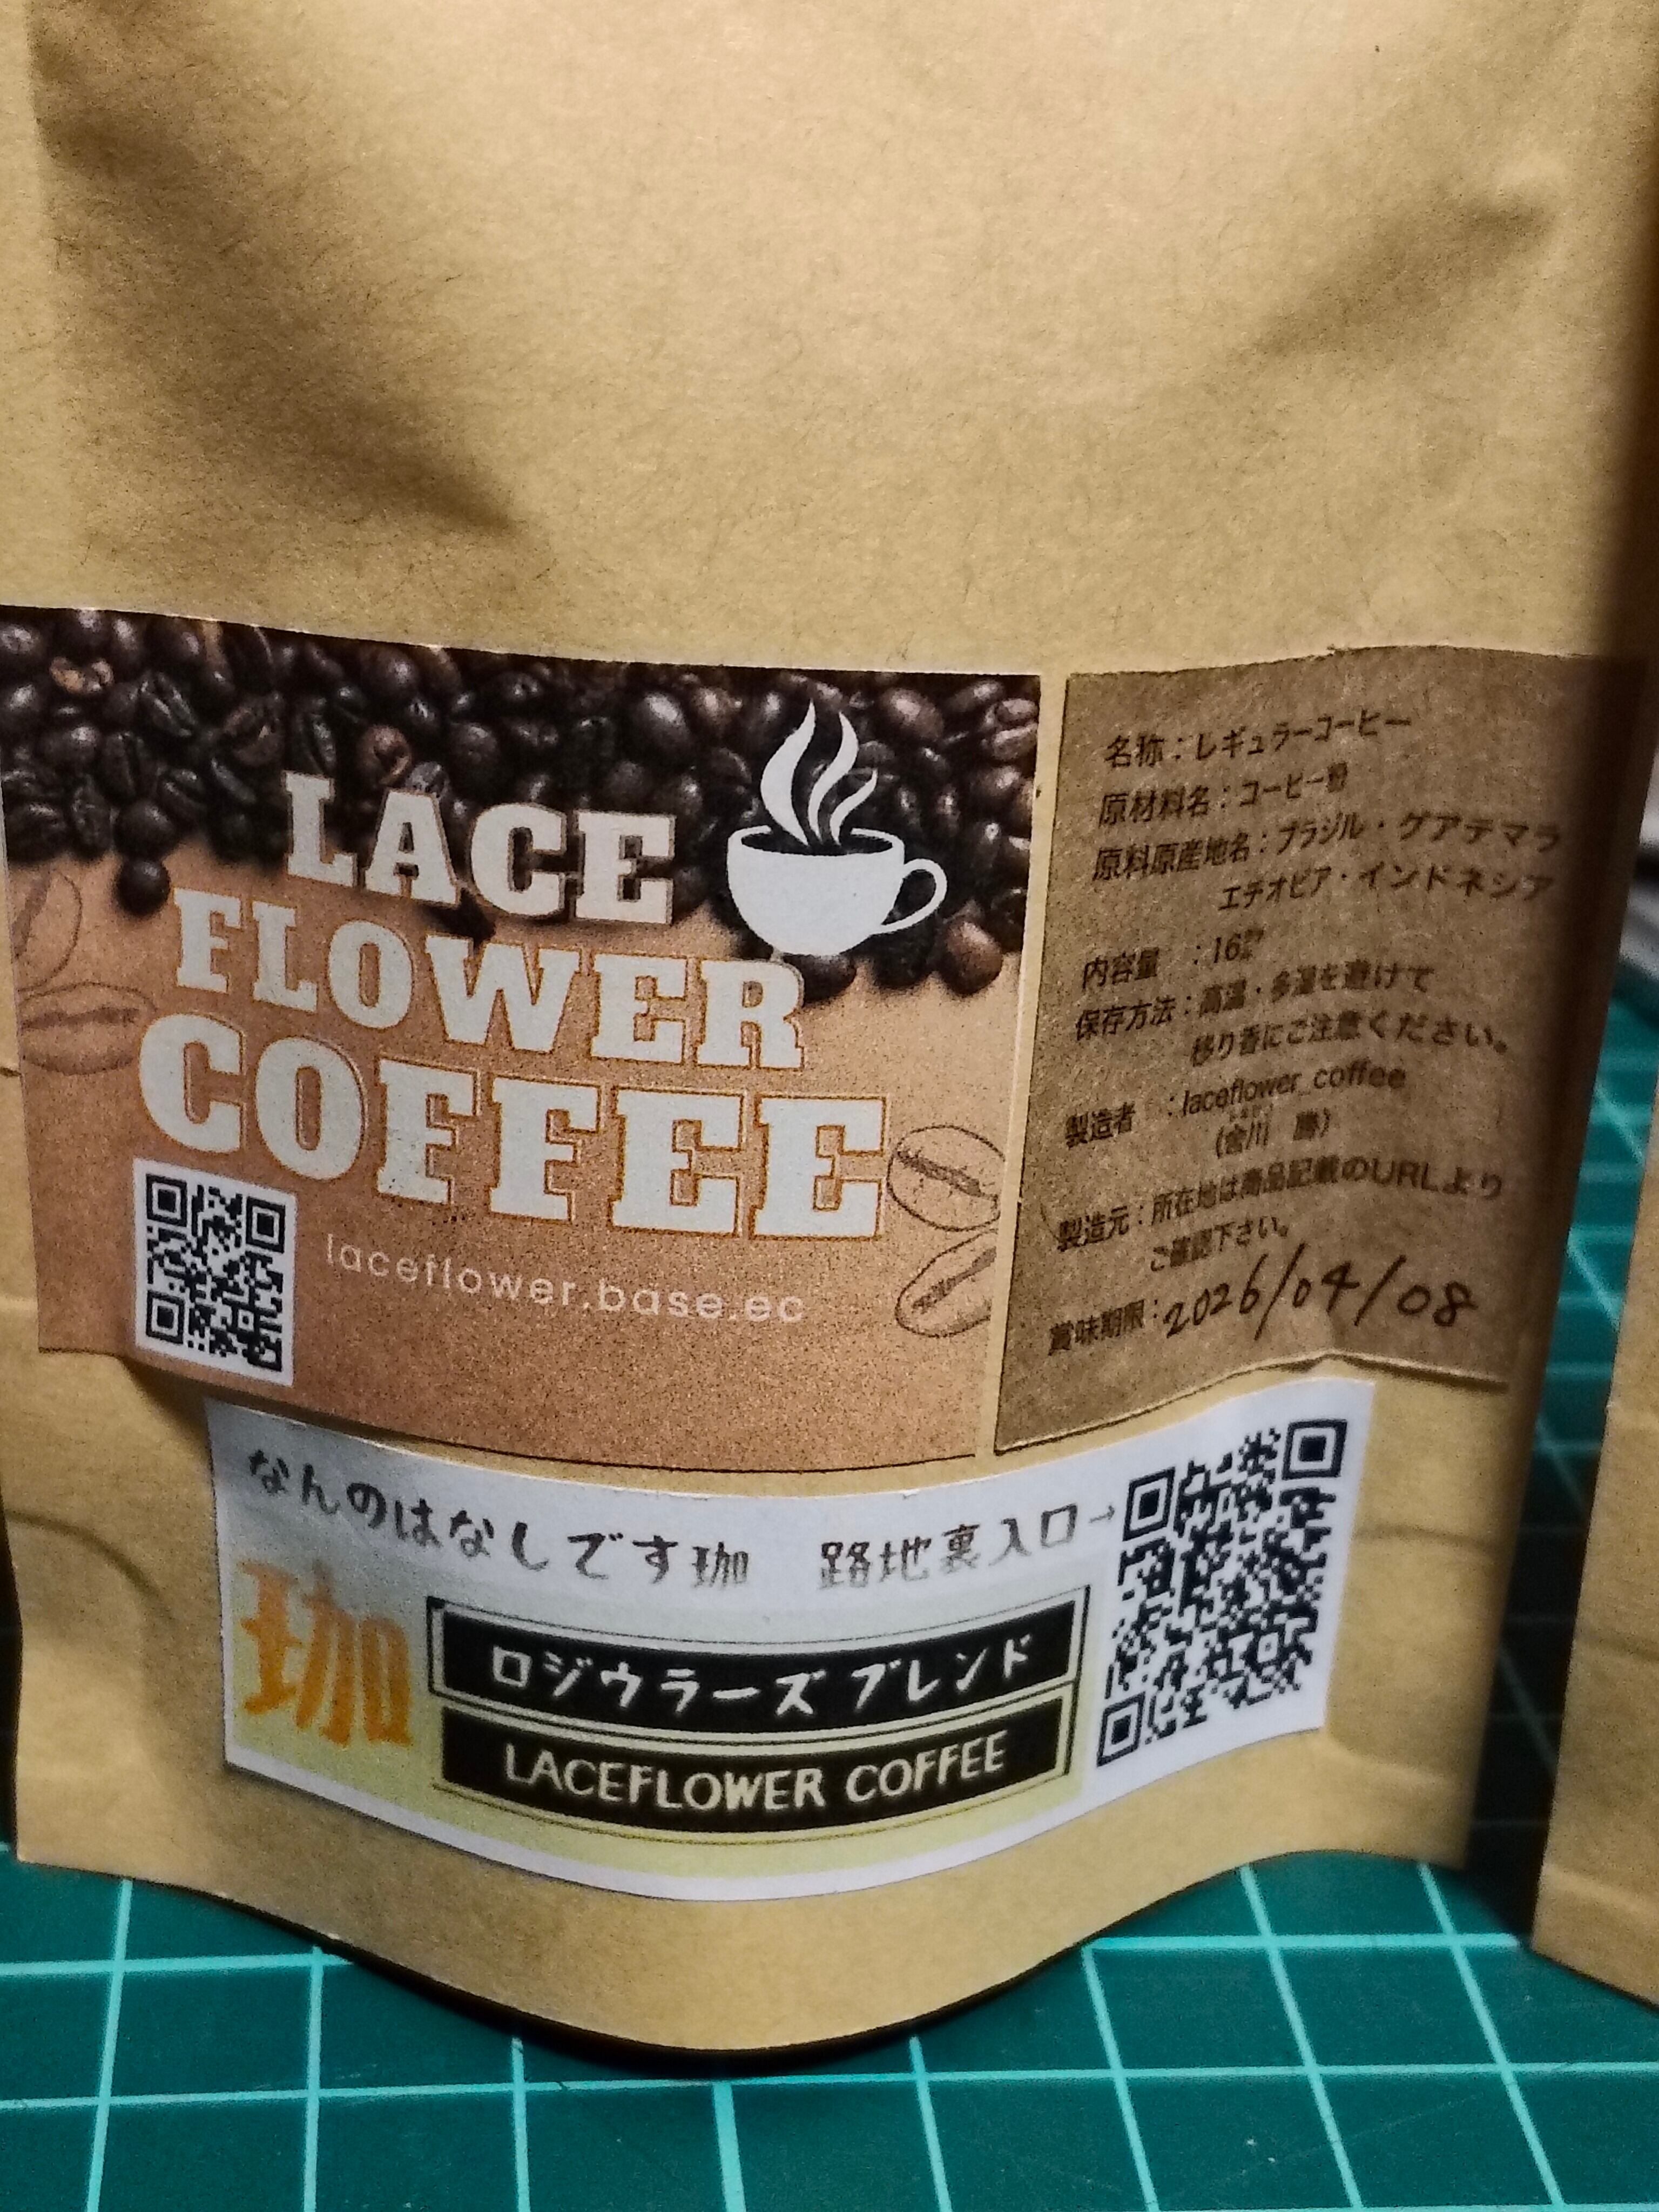 LACE
FLOWER
COFFEE
laceflower.base.ec
名称：レギュラーコーヒー
原材料名：コーヒー粉
原料原産地名：ブラジル・グアテマラ
エチオピア・インドネシア
内容量　：16
保存方法：高温・多湿を避けて
移り香にご注意ください。
製造者　：laceflower_coffee
(合川　勝)
製造元：所在地は商品記載のURLより
ご確認下さい。
賞味期限：2026/04/08
なんのはなしです珈　路地裏入口→
珈
ロジウラーズ ブレンド
LACEFLOWER COFFEE